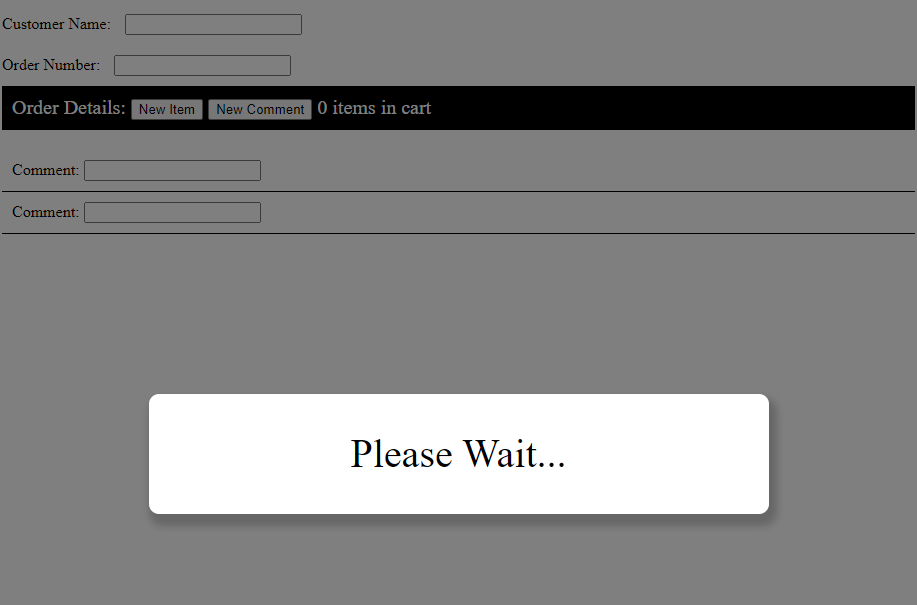 Customer Name:
Order Number:
Order Details: New Item New Comment 0 items in cart
Comment:
Comment:
Please Wait...